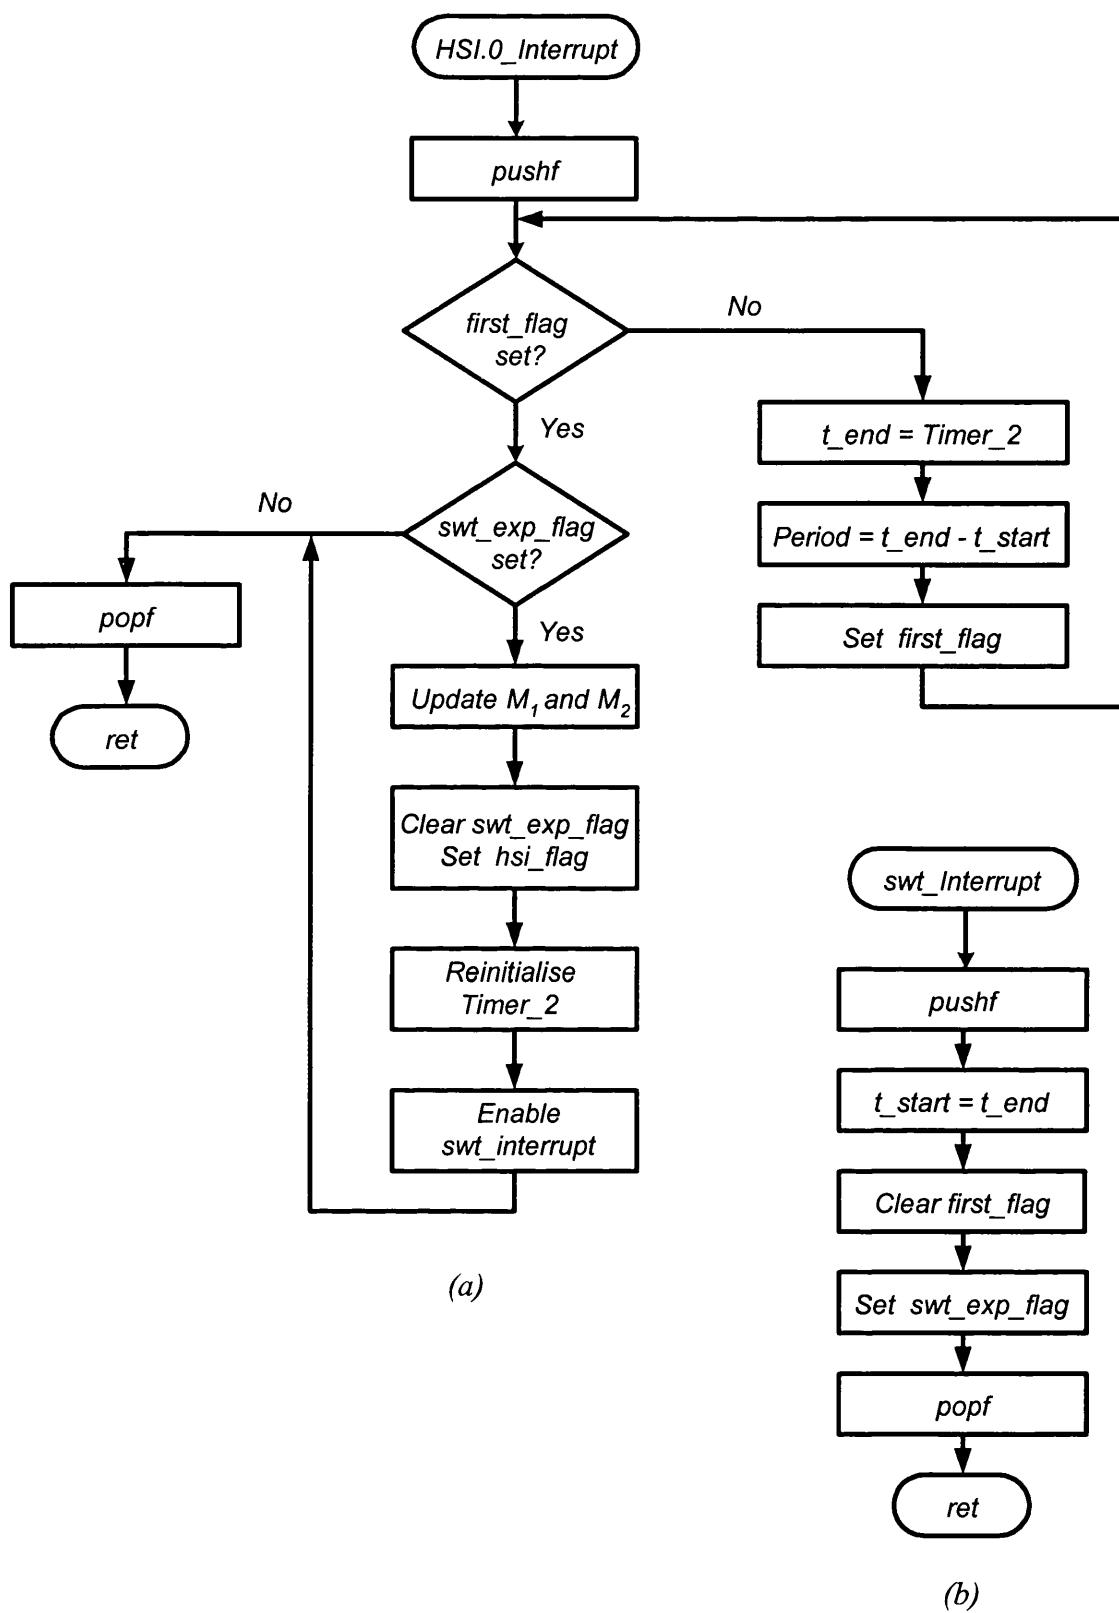 HSI.0_Interrupt
pushf
first_flag
set?
No
Yes
t_end = Timer_2
Period = t_end - t_start
Set first_flag
swt_exp_flag
set?
No
Yes
popf
ret
Update M1 and M2
Clear swt_exp_flag
Set hsi_flag
Reinitialise
Timer_2
Enable
swt_interrupt
(a)
swt_Interrupt
pushf
t_start = t_end
Clear first_flag
Set swt_exp_flag
popf
ret
(b)